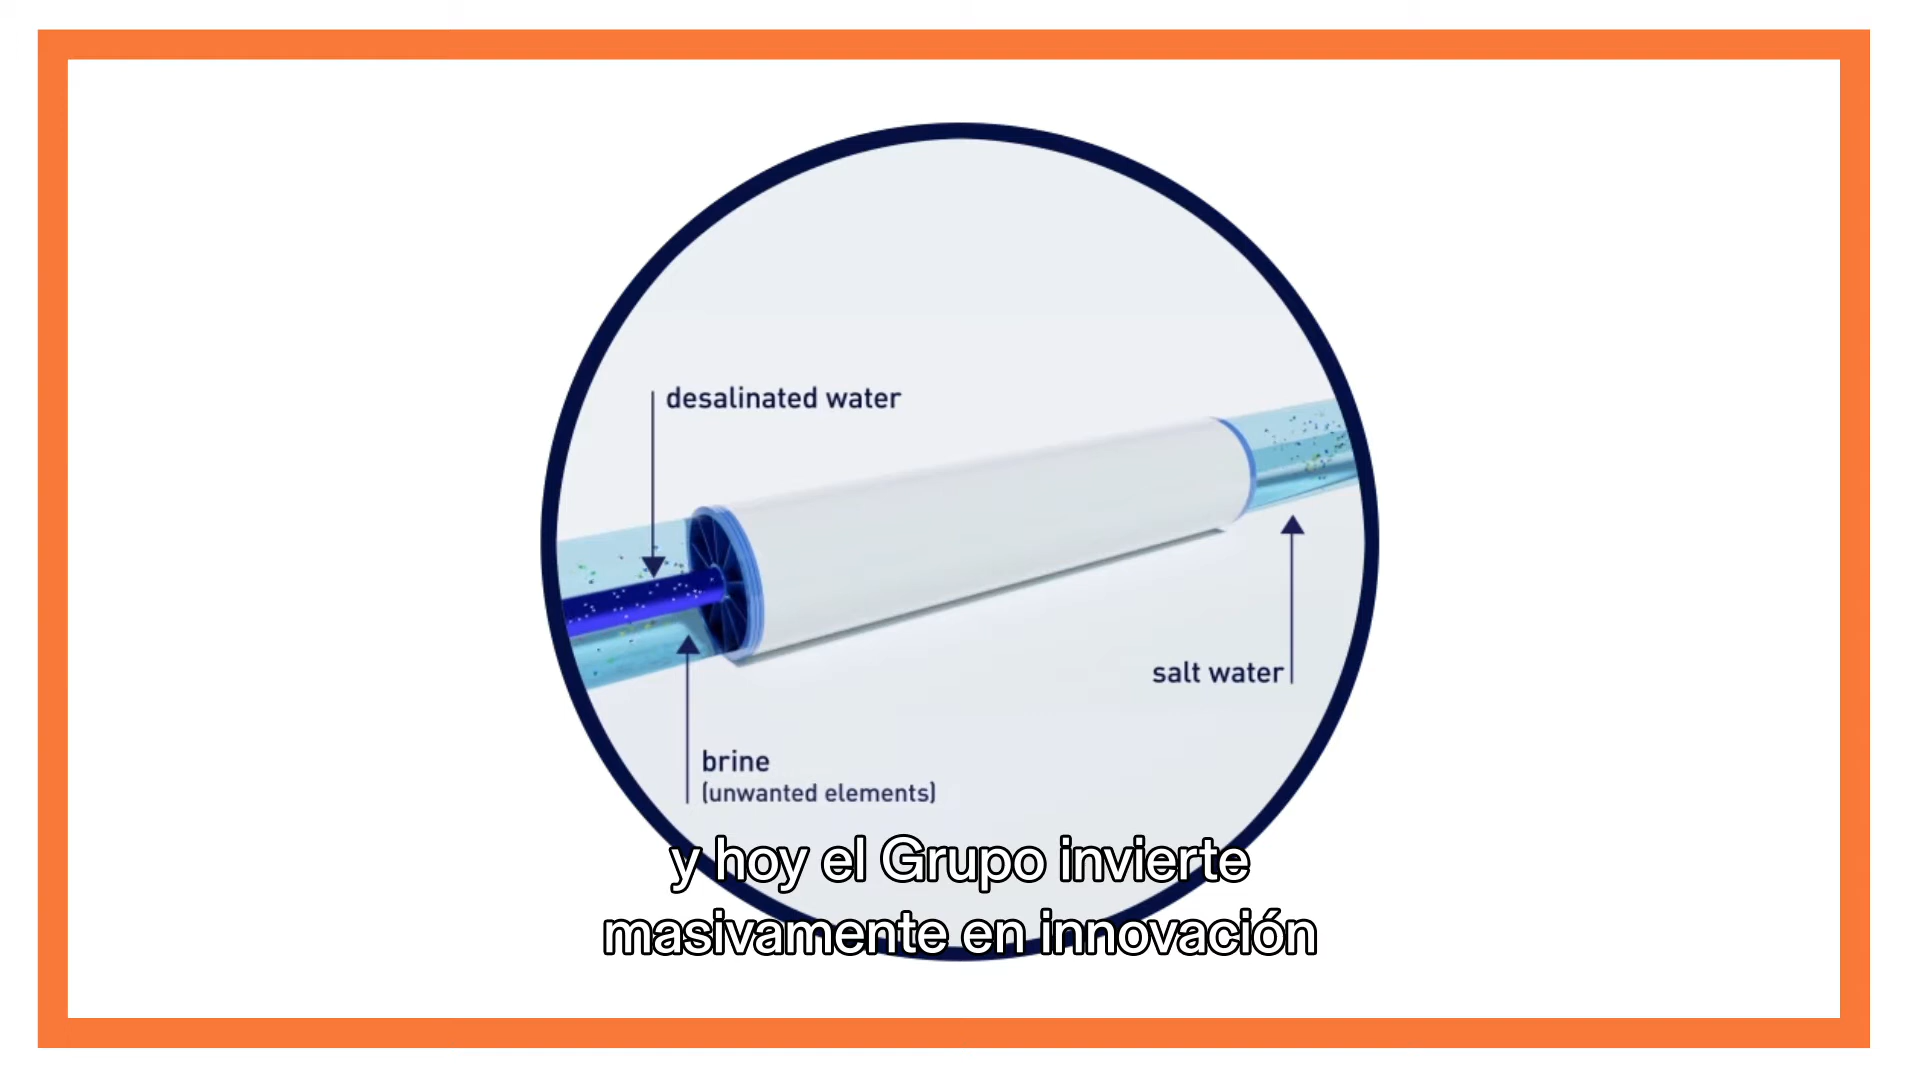 desalinated water
salt water
brine
(unwanted elements)
y hoy el Grupo invierte
masivamente en innovación